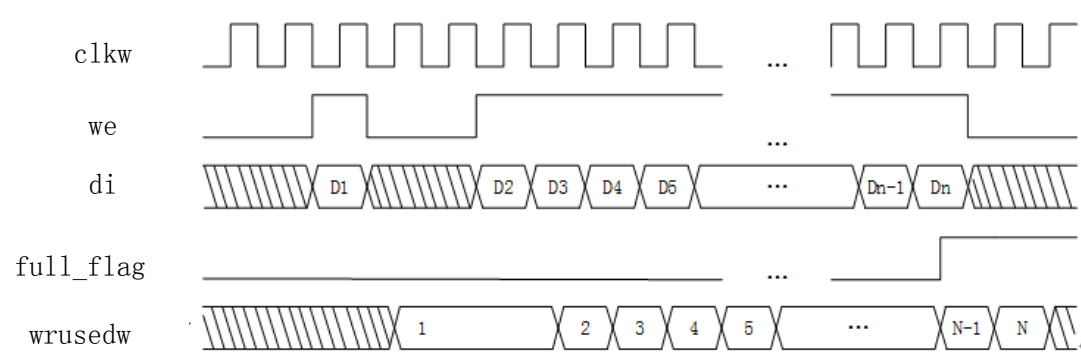 clkw ...
we ...
di D1 D2 D3 D4 D5 ... Dn-1 Dn
full_flag ...
wrusedw 1 2 3 4 5 ... N-1 N